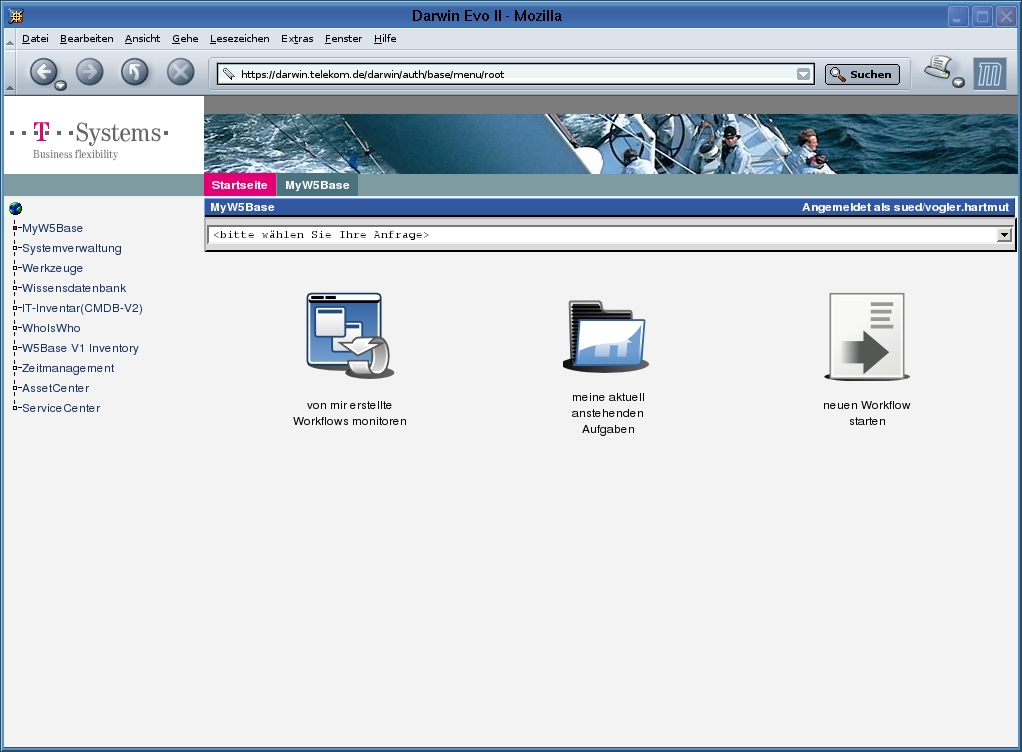 Darwin Evo II - Mozilla
Datei Bearbeiten Ansicht Gehe Lesezeichen Extras Fenster Hilfe
https://darwin.telekom.de/darwin/auth/base/menu/root Suchen
T Systems
Business flexibility
Startseite MyW5Base
MyW5Base Angemeldet als sued/vogler.hartmut
<bitte wählen Sie Ihre Anfrage>
MyW5Base
Systemverwaltung
Werkzeuge
Wissensdatenbank
IT-Inventar(CMDB-V2)
WhoIsWho
W5Base V1 Inventory
Zeitmanagement
AssetCenter
ServiceCenter
von mir erstellte
Workflows monitoren
meine aktuell
anstehenden
Aufgaben
neuen Workflow
starten